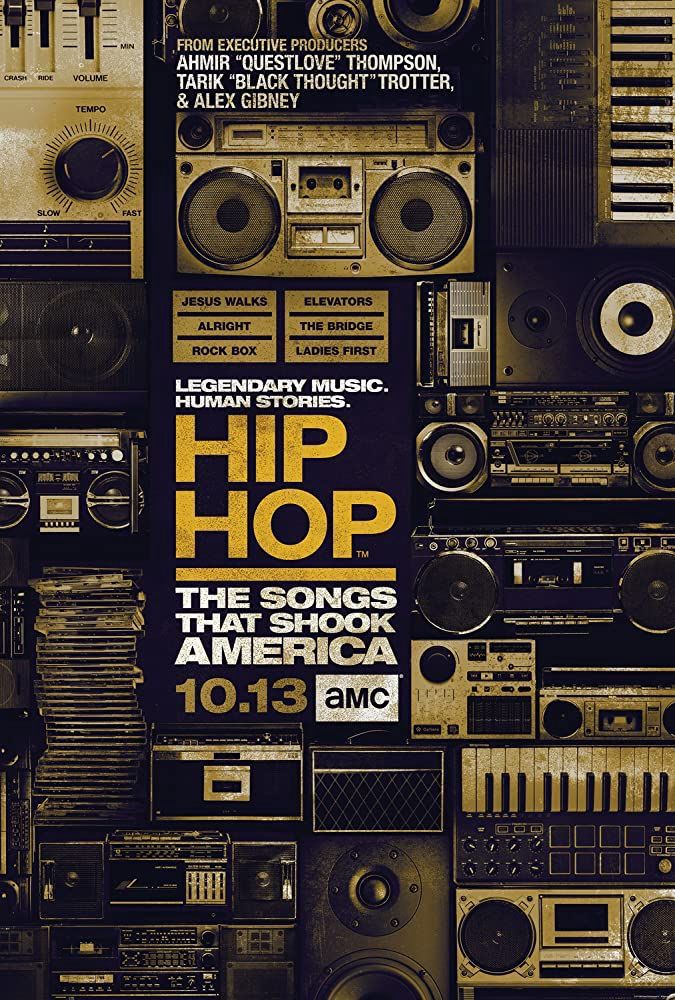 CRASH
RIDE
VOLUME
MIN
TEMPO
SLOW
FAST
FROM EXECUTIVE PRODUCERS
AHMIR “QUESTLOVE” THOMPSON,
TARIK “BLACK THOUGHT” TROTTER,
& ALEX GIBNEY
JESUS WALKS
ALRIGHT
ROCK BOX
ELEVATORS
THE BRIDGE
LADIES FIRST
LEGENDARY MUSIC.
HUMAN STORIES.
HIP
HOP™
THE SONGS
THAT SHOOK
AMERICA
10.13 aMC